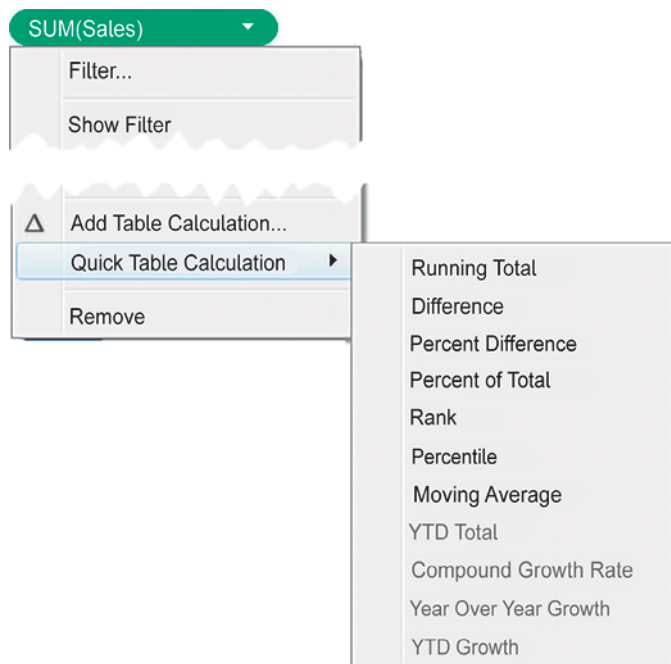 SUM(Sales)
Filter...
Show Filter
Add Table Calculation...
Quick Table Calculation
Remove
Running Total
Difference
Percent Difference
Percent of Total
Rank
Percentile
Moving Average
YTD Total
Compound Growth Rate
Year Over Year Growth
YTD Growth